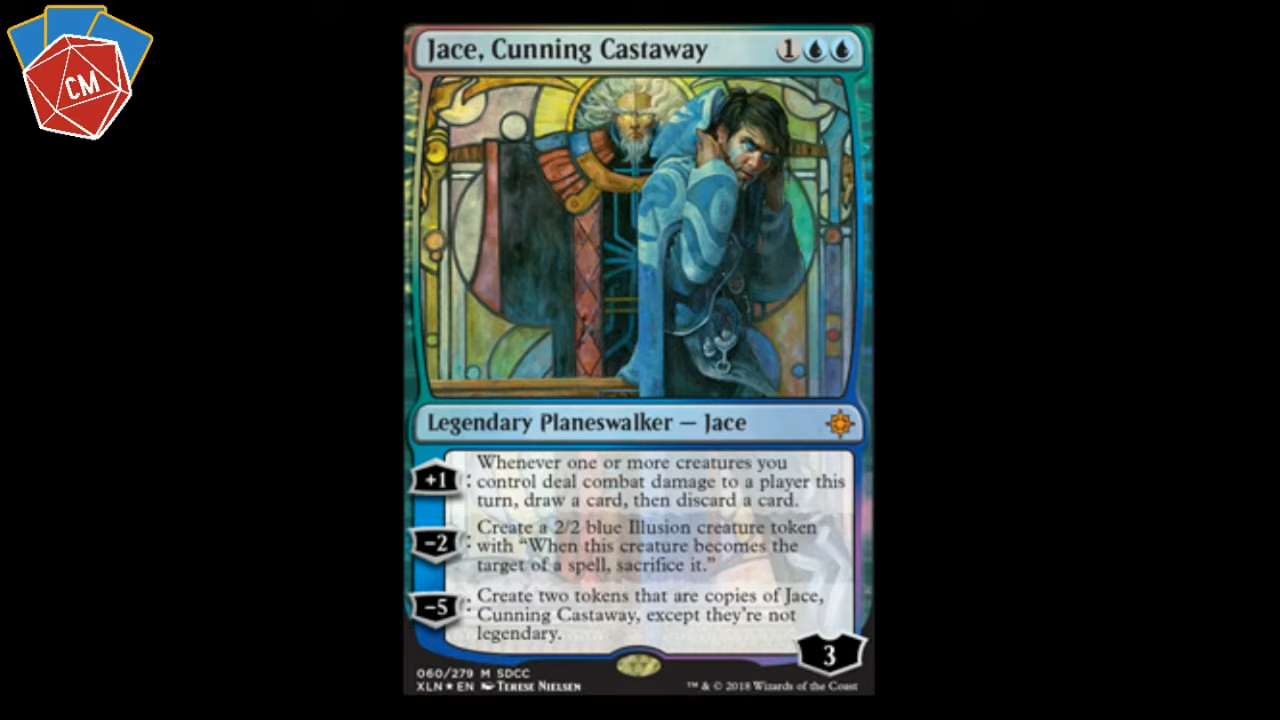 CM
Jace, Cunning Castaway 1
Legendary Planeswalker — Jace
+1 : Whenever one or more creatures you
control deal combat damage to a player this
turn, draw a card, then discard a card.
−2 : Create a 2/2 blue Illusion creature token
with “When this creature becomes the
target of a spell, sacrifice it.”
−5 : Create two tokens that are copies of Jace,
Cunning Castaway, except they’re not
legendary.
3
060/279 M SDCC
XLN★EN Terese Nielsen
™ & © 2018 Wizards of the Coast